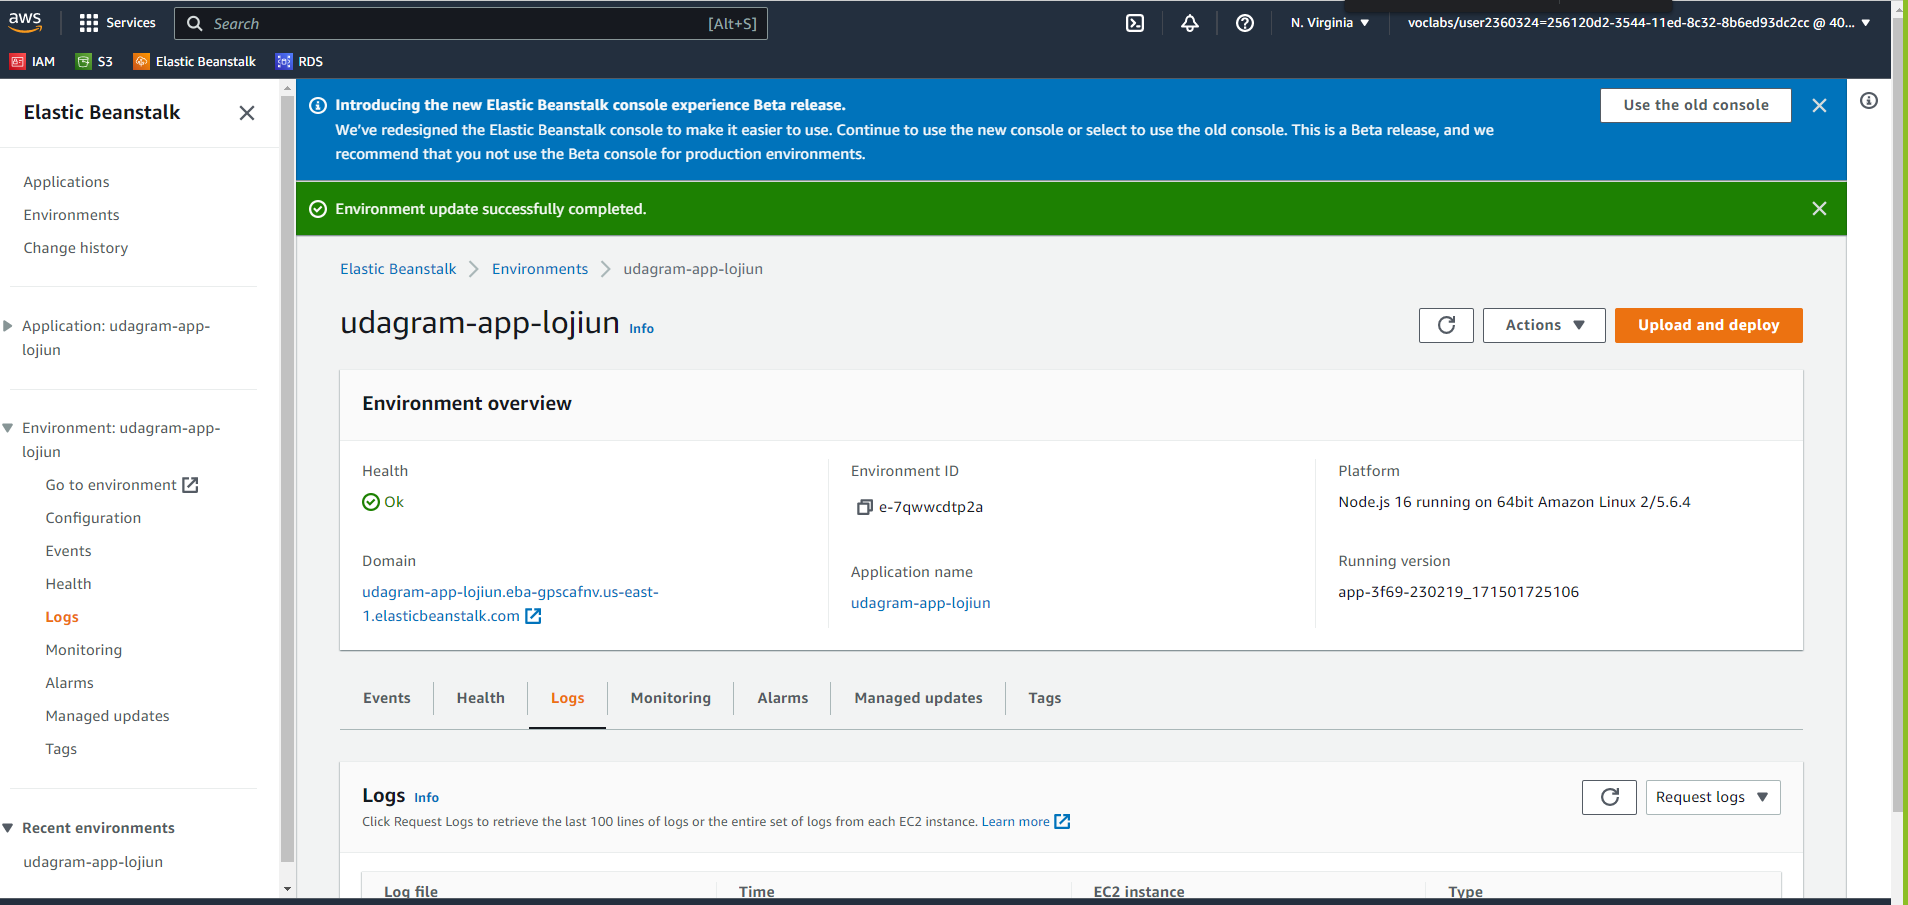 aws
Services
Search
[Alt+S]
N. Virginia
voclabs/user2360324=256120d2-3544-11ed-8c32-8b6ed93dc2cc @ 40...
IAM
S3
Elastic Beanstalk
RDS
Elastic Beanstalk
Applications
Environments
Change history
Application: udagram-app-
lojiun
Environment: udagram-app-
lojiun
Go to environment
Configuration
Events
Health
Logs
Monitoring
Alarms
Managed updates
Tags
Recent environments
udagram-app-lojiun
Introducing the new Elastic Beanstalk console experience Beta release.
We've redesigned the Elastic Beanstalk console to make it easier to use. Continue to use the new console or select to use the old console. This is a Beta release, and we
recommend that you not use the Beta console for production environments.
Use the old console
Environment update successfully completed.
Elastic Beanstalk
Environments
udagram-app-lojiun
udagram-app-lojiun
Info
Actions
Upload and deploy
Environment overview
Health
Ok
Domain
udagram-app-lojiun.eba-gpscafnv.us-east-
1.elasticbeanstalk.com
Environment ID
e-7qwwcdtp2a
Application name
udagram-app-lojiun
Platform
Node.js 16 running on 64bit Amazon Linux 2/5.6.4
Running version
app-3f69-230219_171501725106
Events
Health
Logs
Monitoring
Alarms
Managed updates
Tags
Logs
Info
Click Request Logs to retrieve the last 100 lines of logs or the entire set of logs from each EC2 instance. Learn more
Request logs
Log file
Time
EC2 instance
Type